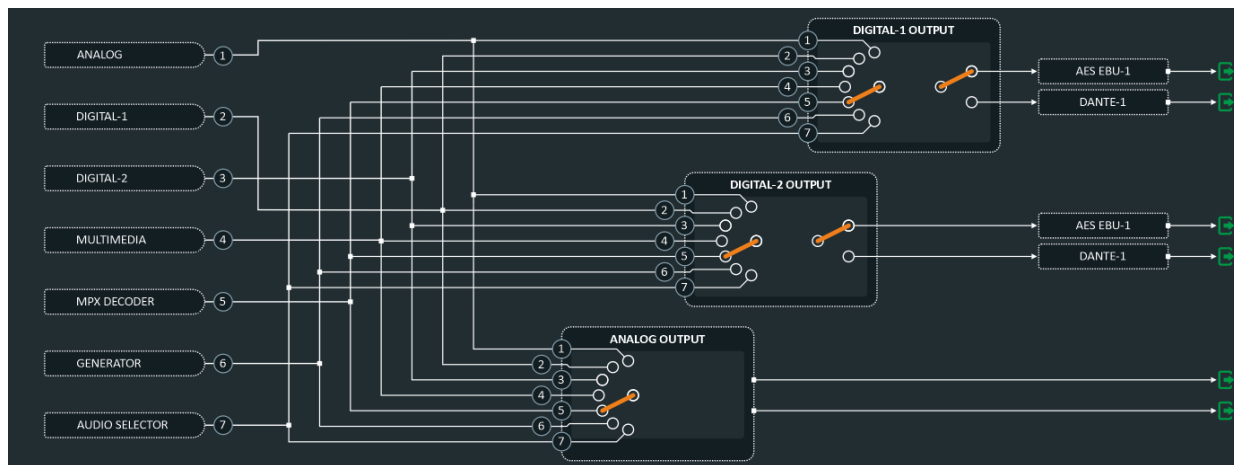 ANALOG
1
DIGITAL-1
2
DIGITAL-2
3
MULTIMEDIA
4
MPX DECODER
5
GENERATOR
6
AUDIO SELECTOR
7
DIGITAL-1 OUTPUT
1
2
3
4
5
6
7
AES EBU-1
DANTE-1
DIGITAL-2 OUTPUT
1
2
3
4
5
6
7
AES EBU-1
DANTE-1
ANALOG OUTPUT
1
2
3
4
5
6
7